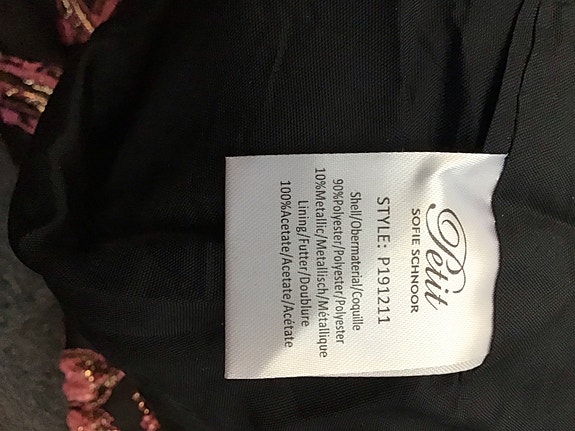 Petit
SOFIE SCHNOOR
STYLE: P191211
Shell/Obermaterial/Coquille
90%Polyester/Polyester/Polyester
10%Metallic/Metallisch/Métallique
Lining/Futter/Doublure
100%Acetate/Acetate/Acétate